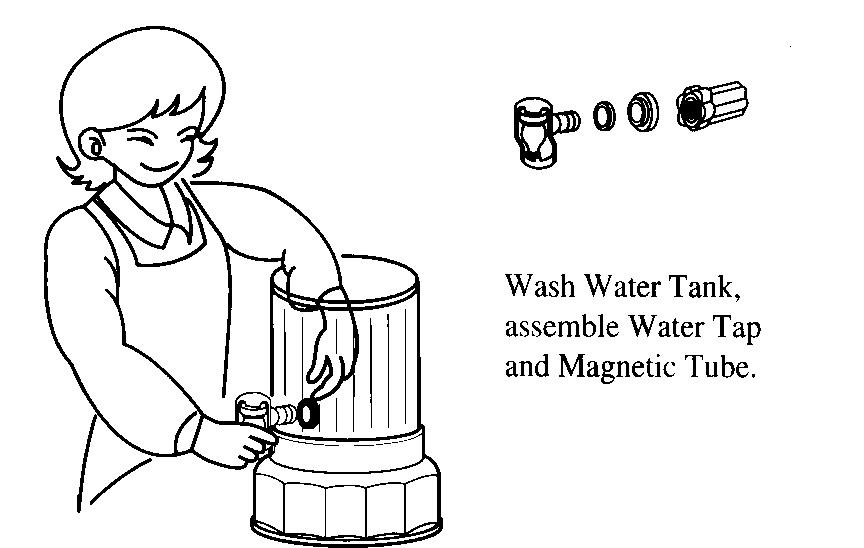 Wash Water Tank,
assemble Water Tap
and Magnetic Tube.